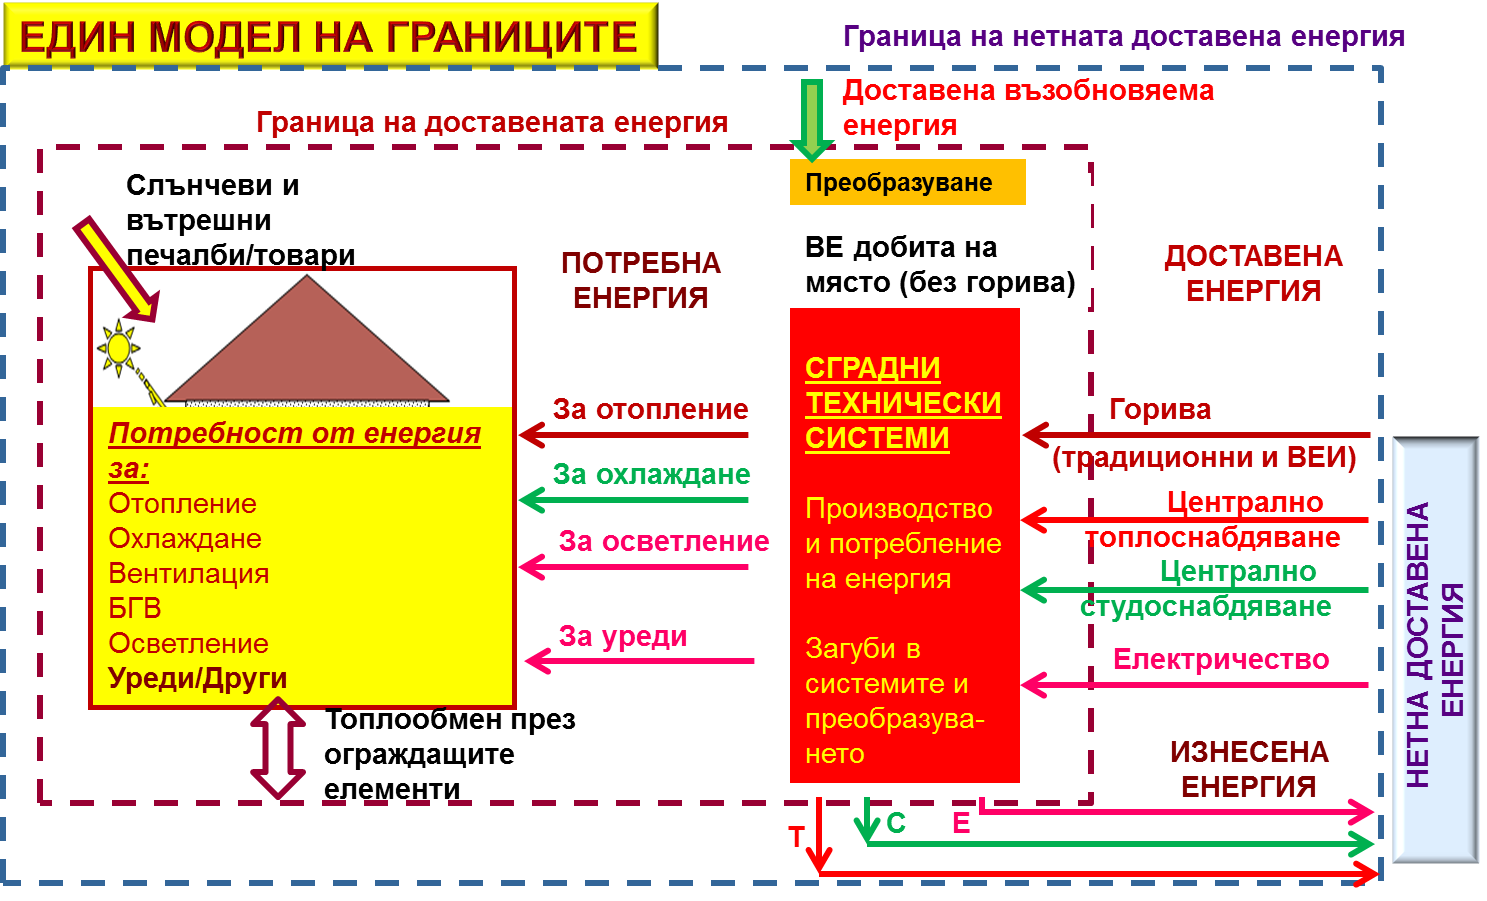 ЕДИН МОДЕЛ НА ГРАНИЦИТЕ
Граница на нетната доставена енергия
Доставена възобновяема
енергия
Граница на доставената енергия
Преобразуване
Слънчеви и
вътрешни
печалби/товари
ПОТРЕБНА
ЕНЕРГИЯ
ВЕ добита на
място (без горива)
ДОСТАВЕНА
ЕНЕРГИЯ
Потребност от енергия
за:
Отопление
Охлаждане
Вентилация
БГВ
Осветление
Уреди/Други
За отопление
За охлаждане
За осветление
За уреди
СГРАДНИ
ТЕХНИЧЕСКИ
СИСТЕМИ
Производство
и потребление
на енергия
Загуби в
системите и
преобразува-
нето
Горива
(традиционни и ВЕИ)
Централно
топлоснабдяване
Централно
студоснабдяване
Електричество
НЕТНА ДОСТАВЕНА
ЕНЕРГИЯ
Топлообмен през
ограждащите
елементи
ИЗНЕСЕНА
ЕНЕРГИЯ
Т
С
Е